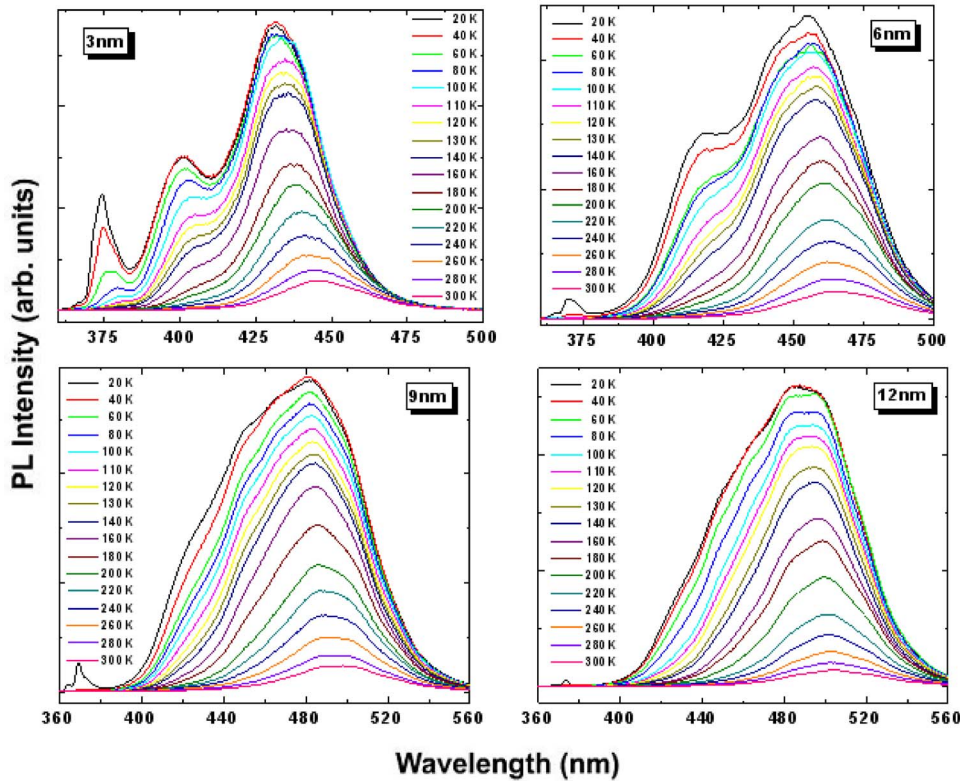 3nm
20 K
40 K
60 K
80 K
100 K
110 K
120 K
130 K
140 K
160 K
180 K
200 K
220 K
240 K
260 K
280 K
300 K
375 400 425 450 475 500
6nm
20 K
40 K
60 K
80 K
100 K
110 K
120 K
130 K
140 K
160 K
180 K
200 K
220 K
240 K
260 K
280 K
300 K
375 400 425 450 475 500
PL Intensity (arb. units)
9nm
20 K
40 K
60 K
80 K
100 K
110 K
120 K
130 K
140 K
160 K
180 K
200 K
220 K
240 K
260 K
280 K
300 K
360 400 440 480 520 560
12nm
20 K
40 K
60 K
80 K
100 K
110 K
120 K
130 K
140 K
160 K
180 K
200 K
220 K
240 K
260 K
280 K
300 K
360 400 440 480 520 560
Wavelength (nm)